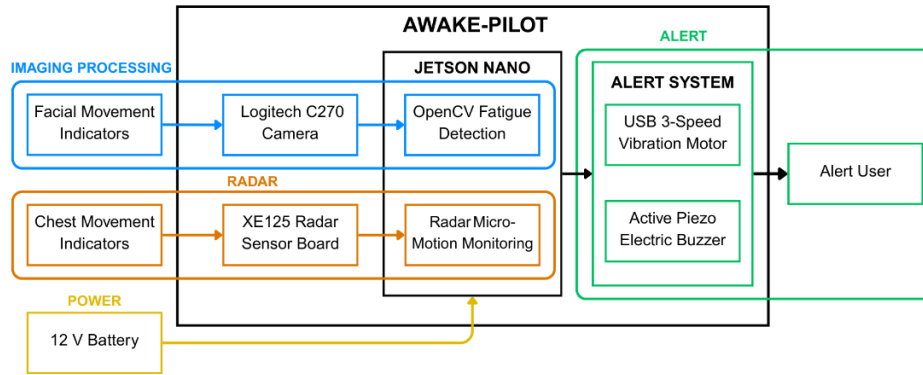 AWAKE-PILOT
ALERT
IMAGING PROCESSING
JETSON NANO
ALERT SYSTEM
Facial Movement
Indicators
Logitech C270
Camera
OpenCV Fatigue
Detection
USB 3-Speed
Vibration Motor
Alert User
RADAR
Chest Movement
Indicators
XE125 Radar
Sensor Board
Radar Micro-
Motion Monitoring
Active Piezo
Electric Buzzer
POWER
12 V Battery